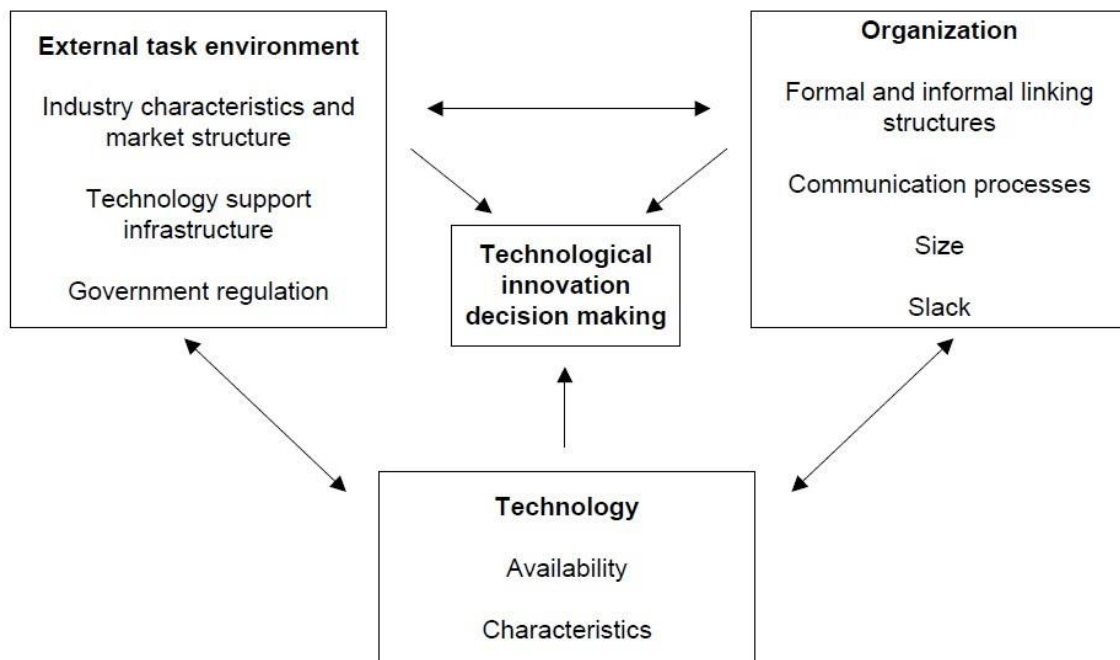 External task environment
Industry characteristics and
market structure
Technology support
infrastructure
Government regulation
Organization
Formal and informal linking
structures
Communication processes
Size
Slack
Technological
innovation
decision making
Technology
Availability
Characteristics